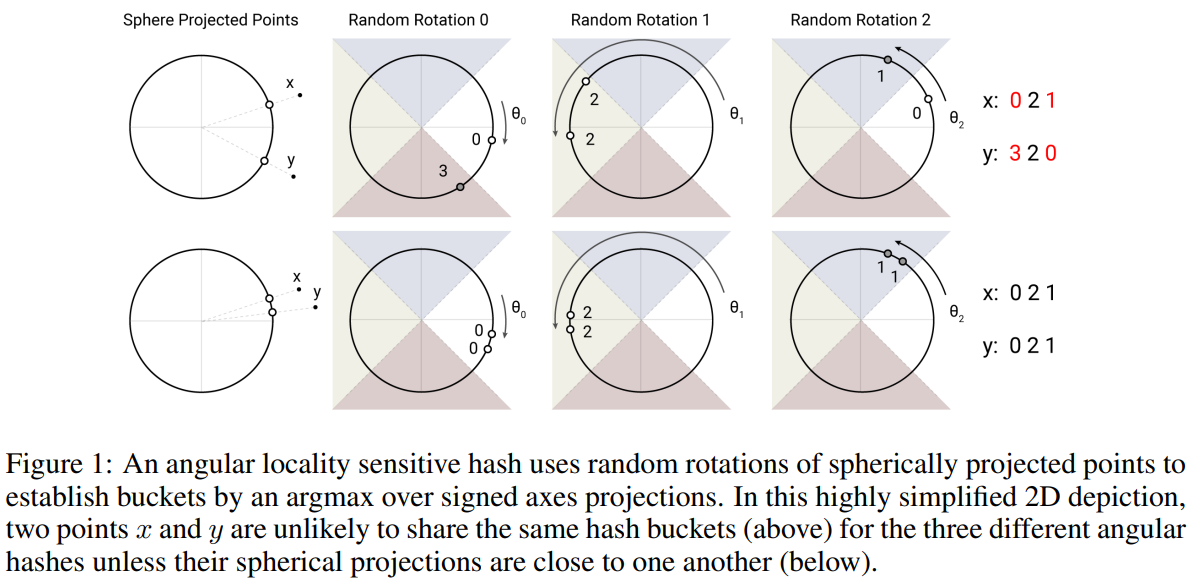 Sphere Projected Points
Random Rotation 0
Random Rotation 1
Random Rotation 2
x
y
0
3
θ0
2
2
θ1
1
0
θ2
x: 0 2 1
y: 3 2 0
x
y
0
0
θ0
2
2
θ1
1
1
θ2
x: 0 2 1
y: 0 2 1
Figure 1: An angular locality sensitive hash uses random rotations of spherically projected points to
establish buckets by an argmax over signed axes projections. In this highly simplified 2D depiction,
two points x and y are unlikely to share the same hash buckets (above) for the three different angular
hashes unless their spherical projections are close to one another (below).